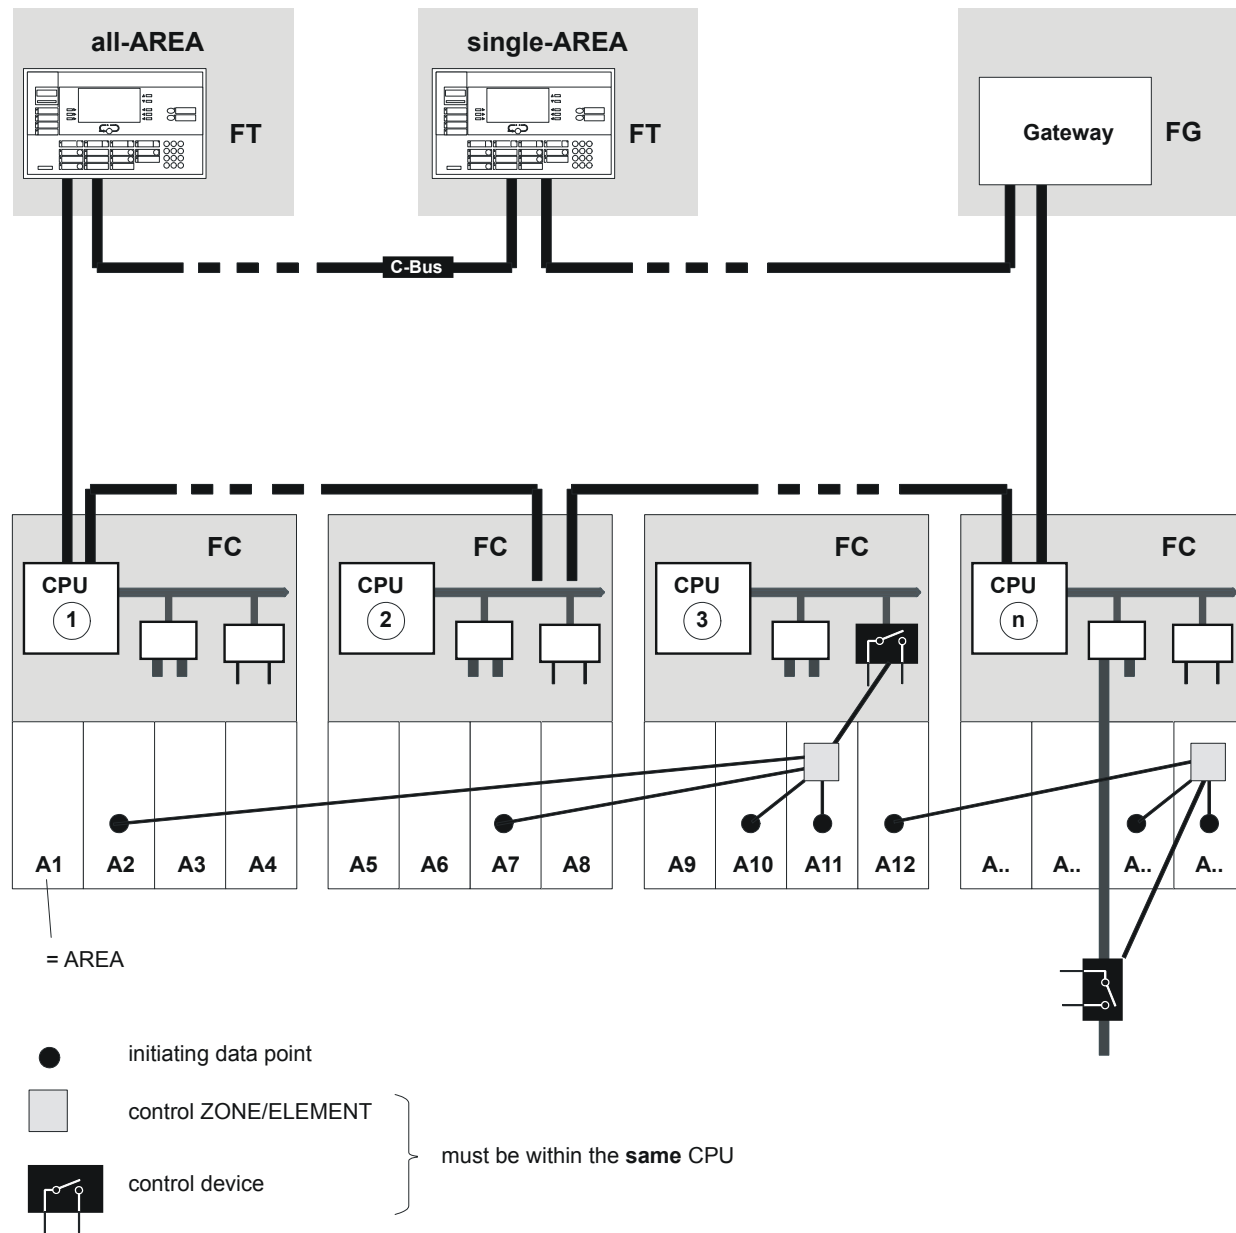 all-AREA
single-AREA
FT
FT
Gateway
FG
C-Bus
FC
FC
FC
FC
CPU
1
CPU
2
CPU
3
CPU
n
A1
A2
A3
A4
A5
A6
A7
A8
A9
A10
A11
A12
A..
A..
A..
A..
= AREA
initiating data point
control ZONE/ELEMENT
must be within the same CPU
control device